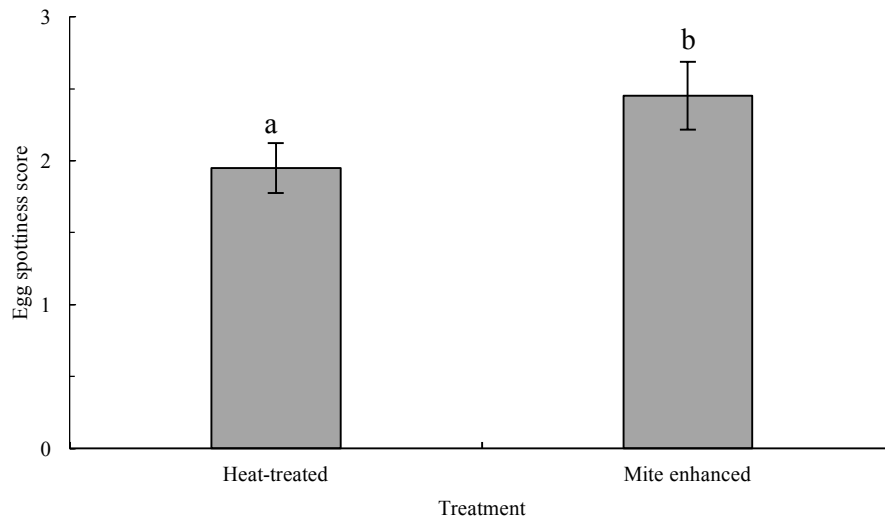 3
b
a
2
Egg spottiness score
1
0
Heat-treated
Mite enhanced
Treatment